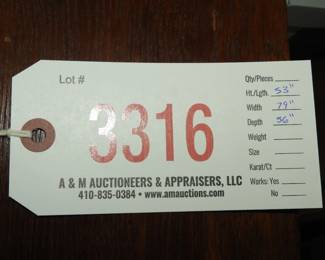 Lot #
3316
A & M AUCTIONEERS & APPRAISERS, LLC
410-835-0384 • www.amauctions.com
Qty/Pieces
Ht./Lgth 53"
Width 79"
Depth 36"
Weight
Size
Karat/Ct
Works: Yes
No